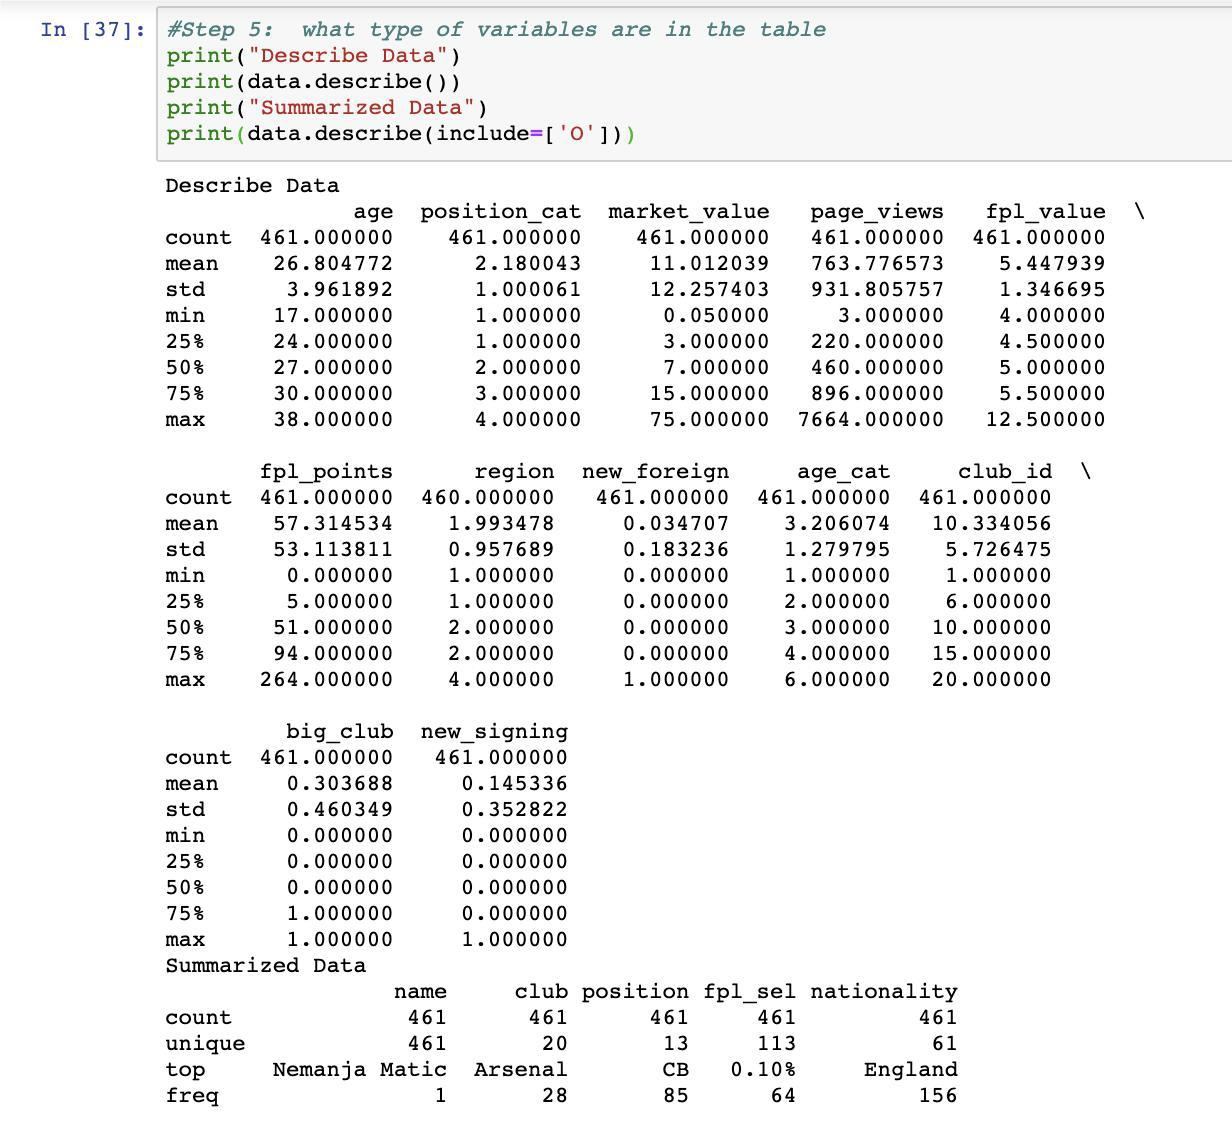 In [37]: #Step 5:  what type of variables are in the table
print("Describe Data")
print(data.describe())
print("Summarized Data")
print(data.describe(include=['O']))
Describe Data
age position_cat market_value page_views fpl_value \
count 461.000000 461.000000 461.000000 461.000000 461.000000
mean 26.804772 2.180043 11.012039 763.776573 5.447939
std 3.961892 1.000061 12.257403 931.805757 1.346695
min 17.000000 1.000000 0.050000 3.000000 4.000000
25% 24.000000 1.000000 3.000000 220.000000 4.500000
50% 27.000000 2.000000 7.000000 460.000000 5.000000
75% 30.000000 3.000000 15.000000 896.000000 5.500000
max 38.000000 4.000000 75.000000 7664.000000 12.500000
fpl_points region new_foreign age_cat club_id \
count 461.000000 460.000000 461.000000 461.000000 461.000000
mean 57.314534 1.993478 0.034707 3.206074 10.334056
std 53.113811 0.957689 0.183236 1.279795 5.726475
min 0.000000 1.000000 0.000000 1.000000 1.000000
25% 5.000000 1.000000 0.000000 2.000000 6.000000
50% 51.000000 2.000000 0.000000 3.000000 10.000000
75% 94.000000 2.000000 0.000000 4.000000 15.000000
max 264.000000 4.000000 1.000000 6.000000 20.000000
big_club new_signing
count 461.000000 461.000000
mean 0.303688 0.145336
std 0.460349 0.352822
min 0.000000 0.000000
25% 0.000000 0.000000
50% 0.000000 0.000000
75% 1.000000 0.000000
max 1.000000 1.000000
Summarized Data
name club position fpl_sel nationality
count 461 461 461 461 461
unique 461 20 13 113 61
top Nemanja Matic Arsenal CB 0.10% England
freq 1 28 85 64 156